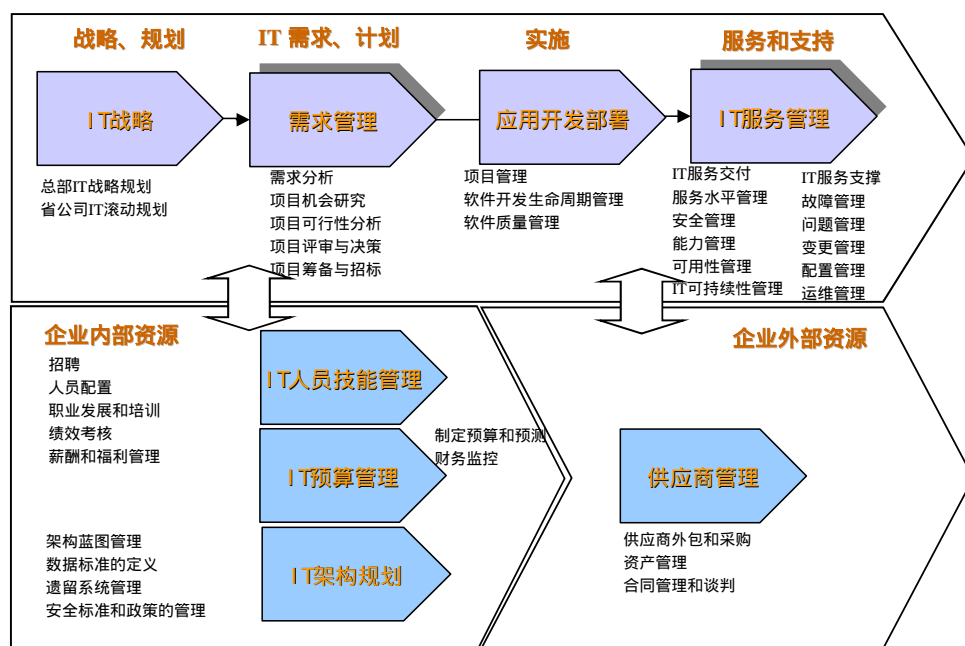 战略、规划
IT 需求、计划
实施
服务和支持
IT战略
需求管理
应用开发部署
IT服务管理
总部IT战略规划
省公司IT滚动规划
需求分析
项目机会研究
项目可行性分析
项目评审与决策
项目筹备与招标
项目管理
软件开发生命周期管理
软件质量管理
IT服务交付
服务水平管理
安全管理
能力管理
可用性管理
IT可持续性管理
IT服务支撑
故障管理
问题管理
变更管理
配置管理
运维管理
企业内部资源
招聘
人员配置
职业发展和培训
绩效考核
薪酬和福利管理
IT人员技能管理
制定预算和预测
财务监控
IT预算管理
架构蓝图管理
数据标准的定义
遗留系统管理
安全标准和政策的管理
IT架构规划
企业外部资源
供应商管理
供应商外包和采购
资产管理
合同管理和谈判